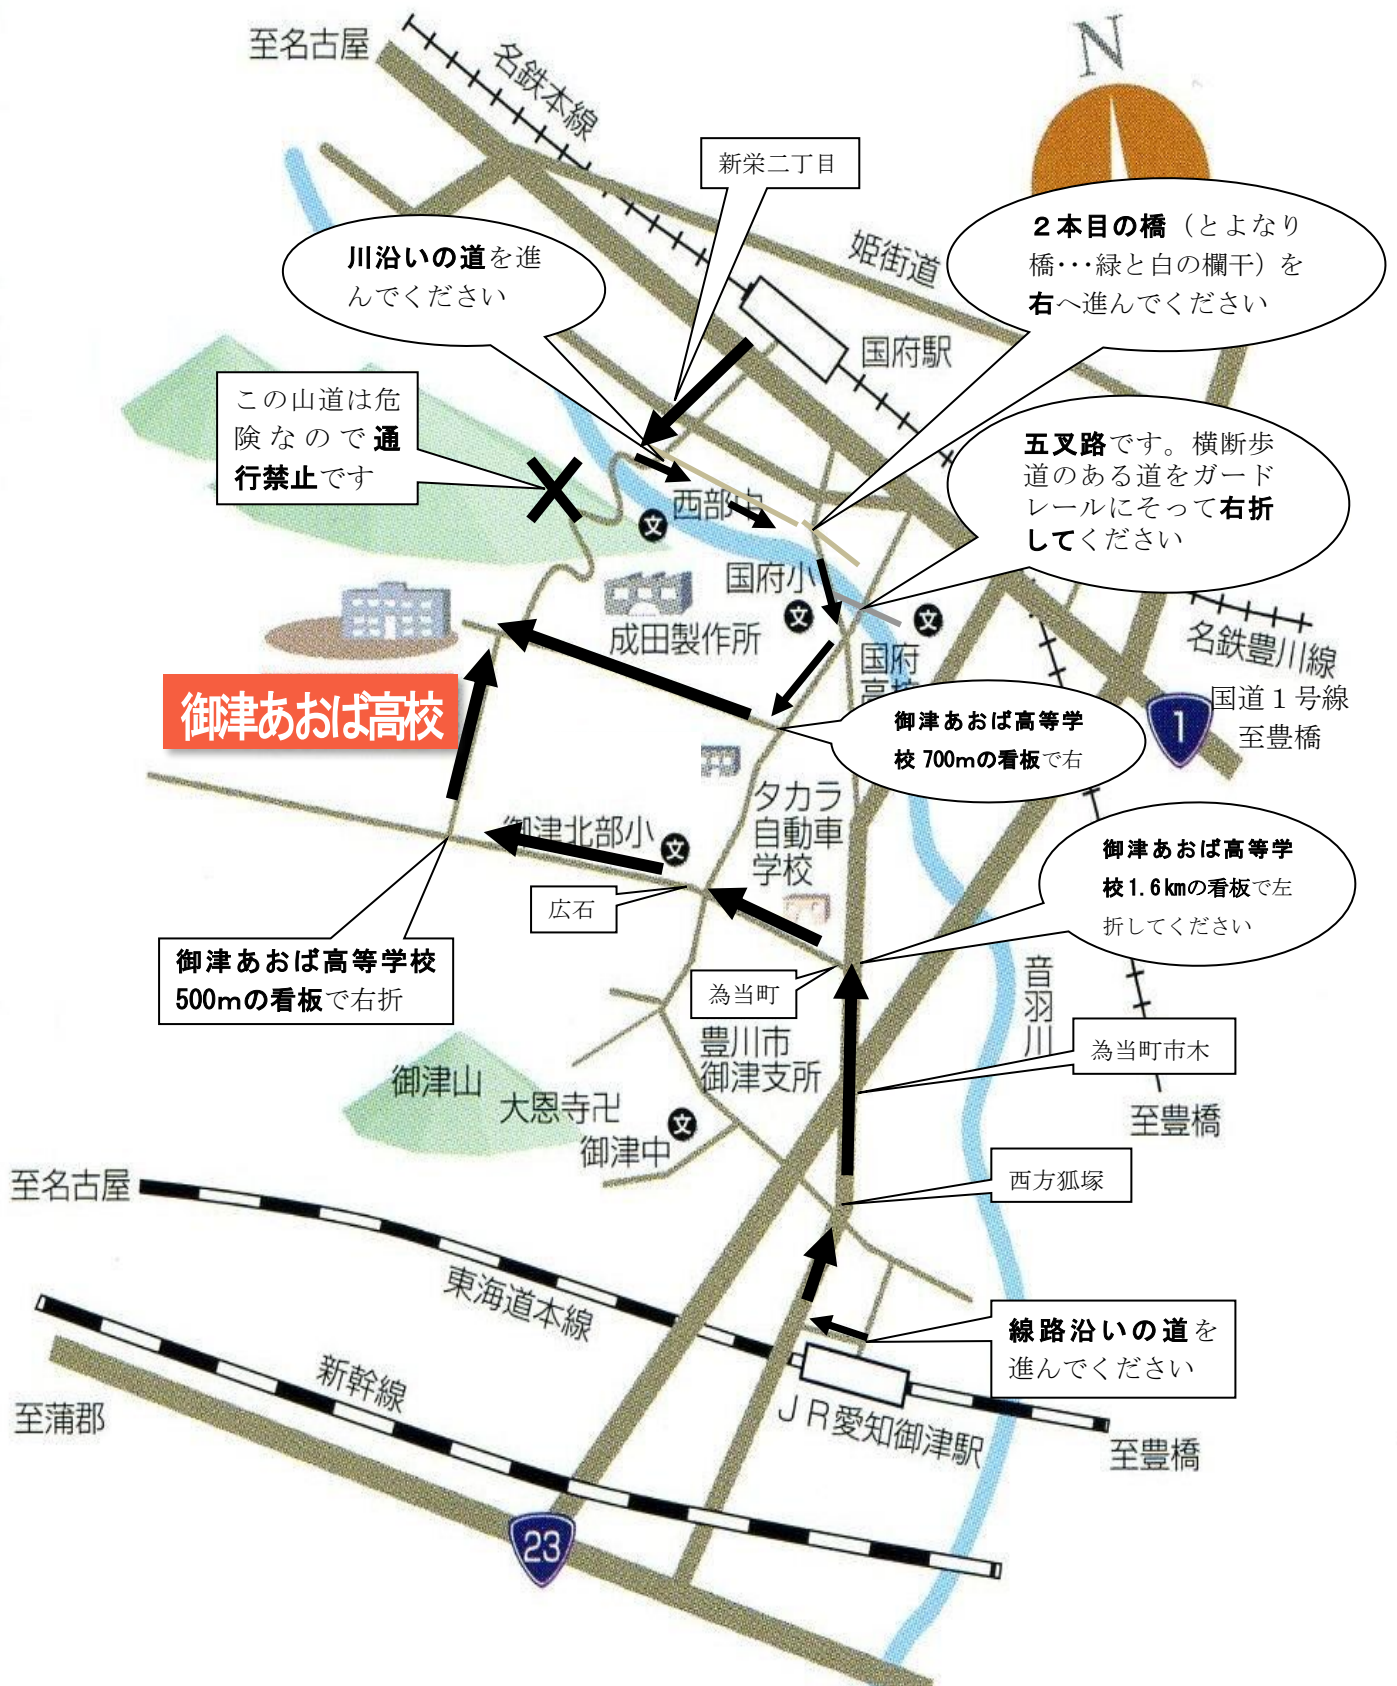 N
至名古屋
名鉄本線
新栄二丁目
川沿いの道を進
んでください
姫街道
２本目の橋（とよなり
橋･･･緑と白の欄干）を
右へ進んでください
国府駅
この山道は危
険なので通
行禁止です
五叉路です。横断歩
道のある道をガード
レールにそって右折
してください
西部中
文
国府小
文
文
成田製作所
国府
高校
名鉄豊川線
国道１号線
至豊橋
1
御津あおば高校
御津あおば高等学
校 700mの看板で右
タカラ
自動車
学校
御津北部小
文
御津あおば高等学
校1.6kmの看板で左
折してください
広石
御津あおば高等学校
500mの看板で右折
為当町
音羽川
為当町市木
豊川市
御津支所
御津山
大恩寺卍
御津中
文
至豊橋
西方狐塚
至名古屋
東海道本線
線路沿いの道を
進んでください
新幹線
至蒲郡
ＪＲ愛知御津駅
至豊橋
23